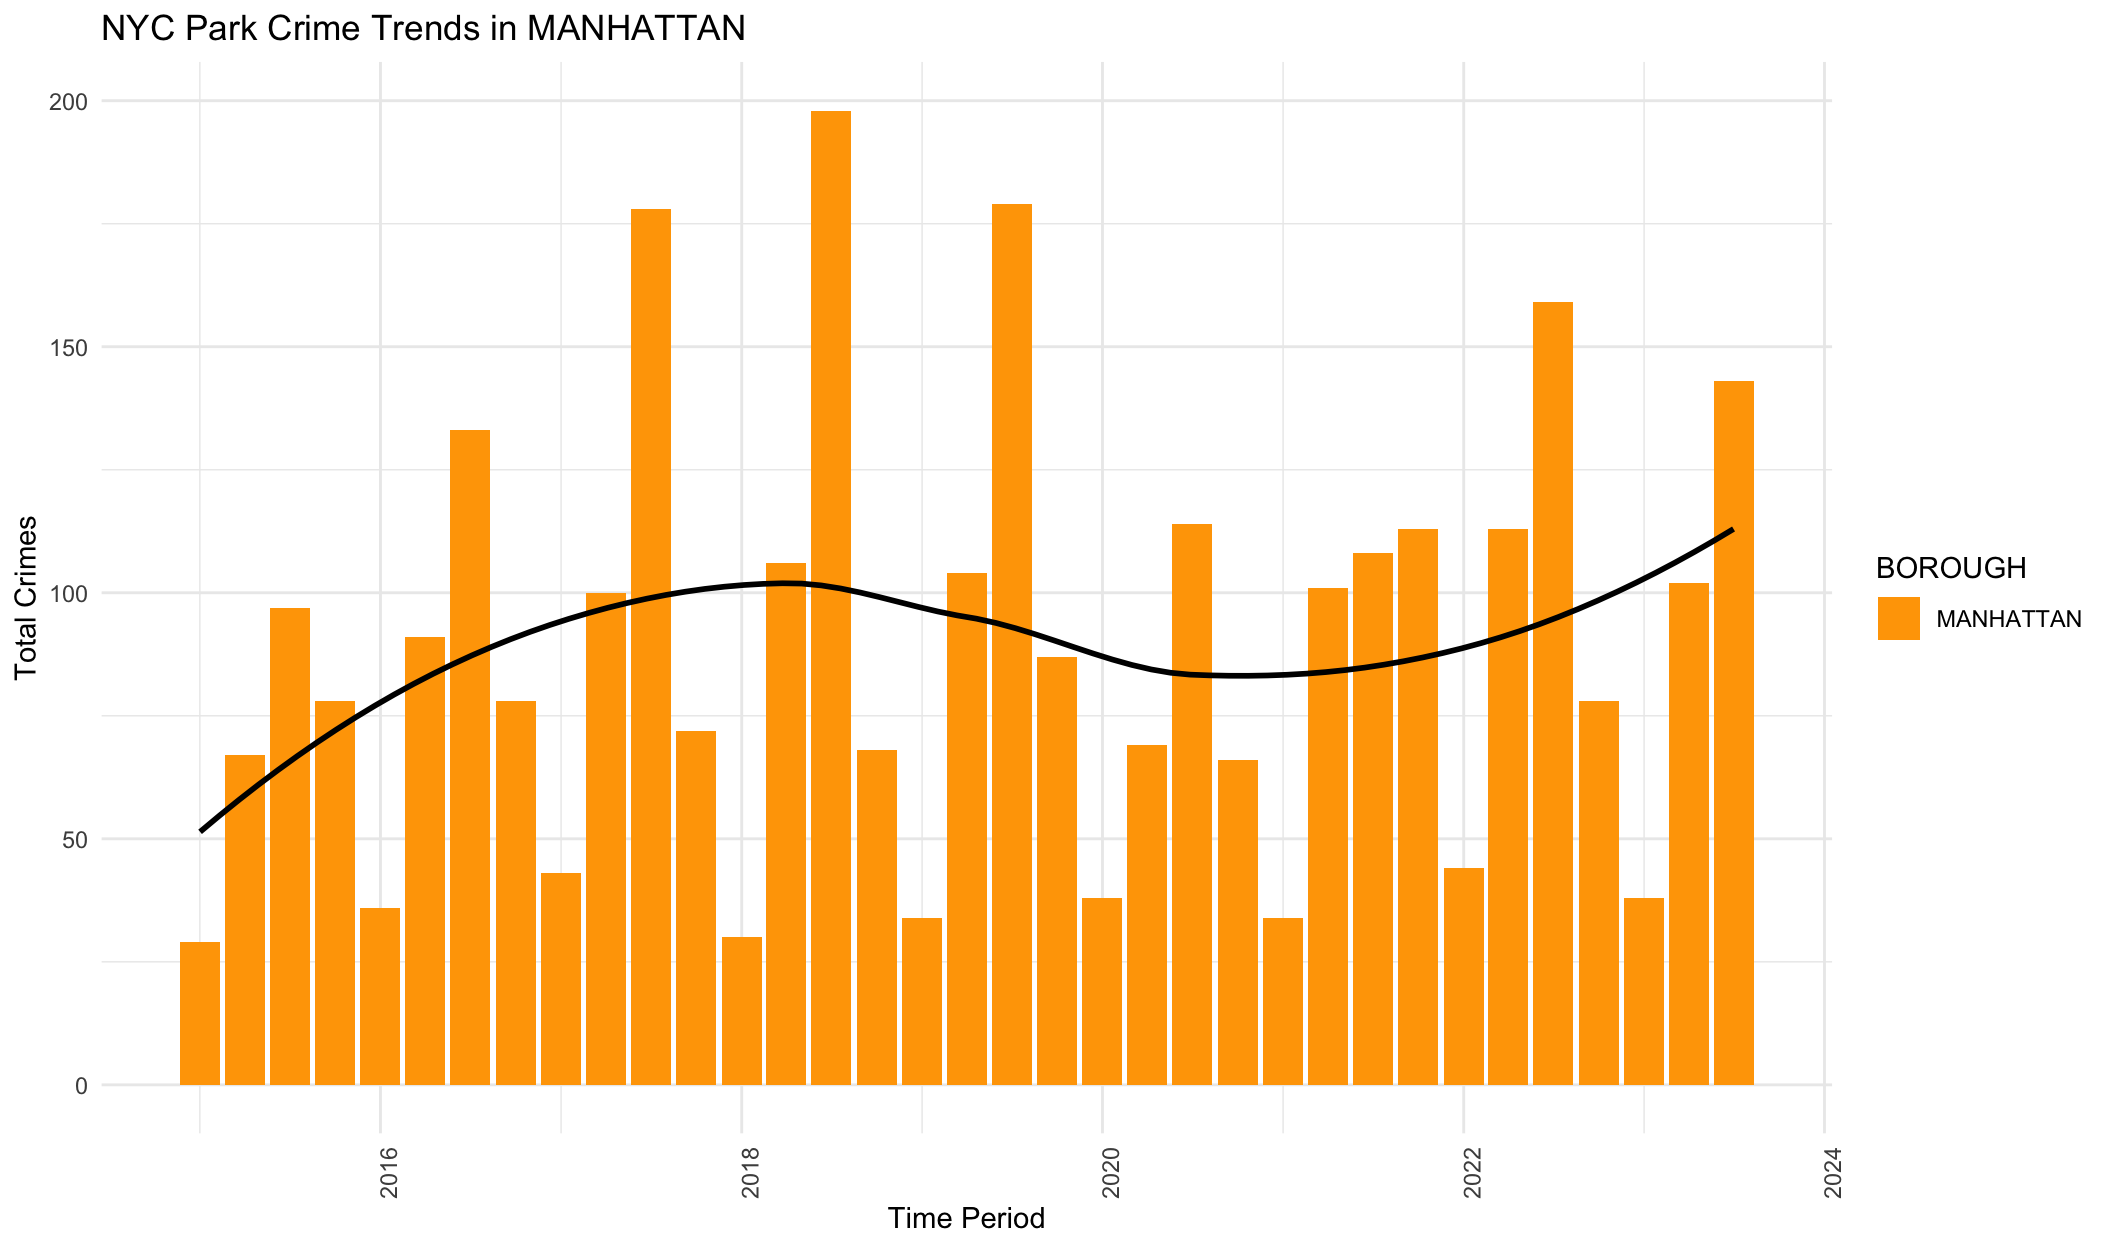 NYC Park Crime Trends in MANHATTAN
200
150
100
50
0
Total Crimes
2016
2018
2020
2022
2024
Time Period
BOROUGH
MANHATTAN